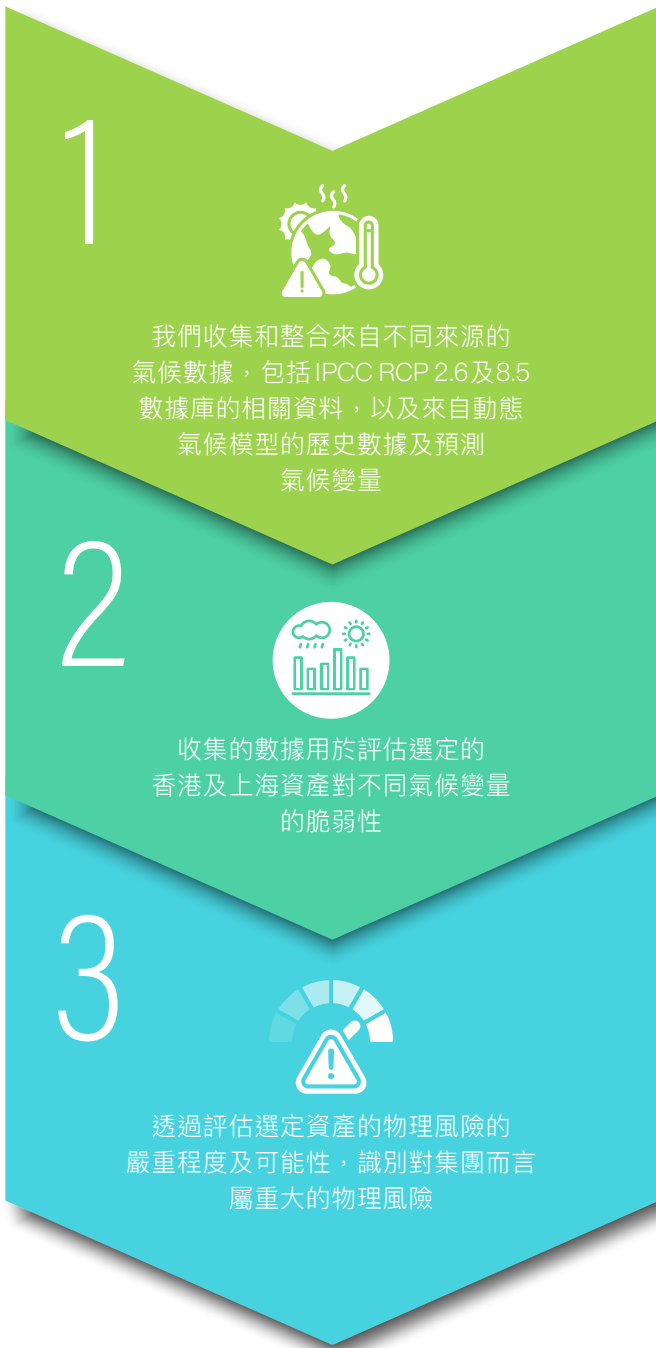 1
我們收集和整合來自不同來源的
氣候數據，包括IPCC RCP 2.6及8.5
數據庫的相關資料，以及來自動態
氣候模型的歷史數據及預測
氣候變量
2
收集的數據用於評估選定的
香港及上海資產對不同氣候變量
的脆弱性
3
透過評估選定資產的物理風險的
嚴重程度及可能性，識別對集團而言
屬重大的物理風險